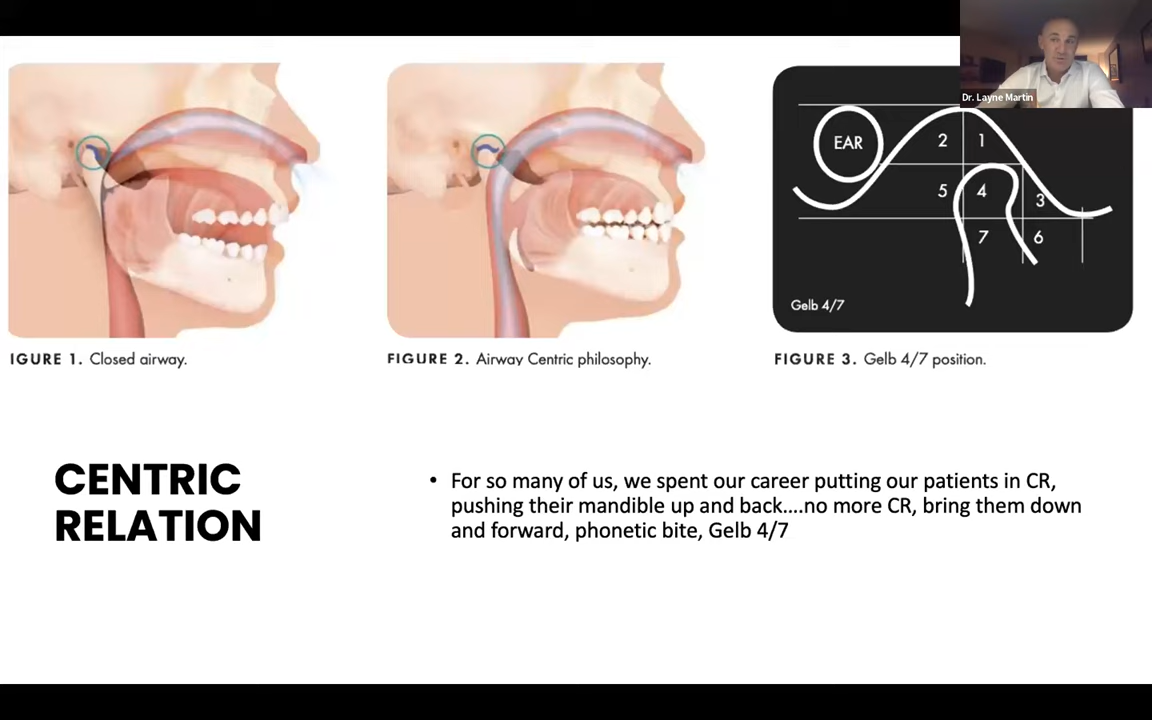 Dr. Layne Martin
EAR
2
1
5
4
3
7
6
Gelb 4/7
IGURE 1. Closed airway.
FIGURE 2. Airway Centric philosophy.
FIGURE 3. Gelb 4/7 position.
CENTRIC
RELATION
• For so many of us, we spent our career putting our patients in CR,
pushing their mandible up and back....no more CR, bring them down
and forward, phonetic bite, Gelb 4/7